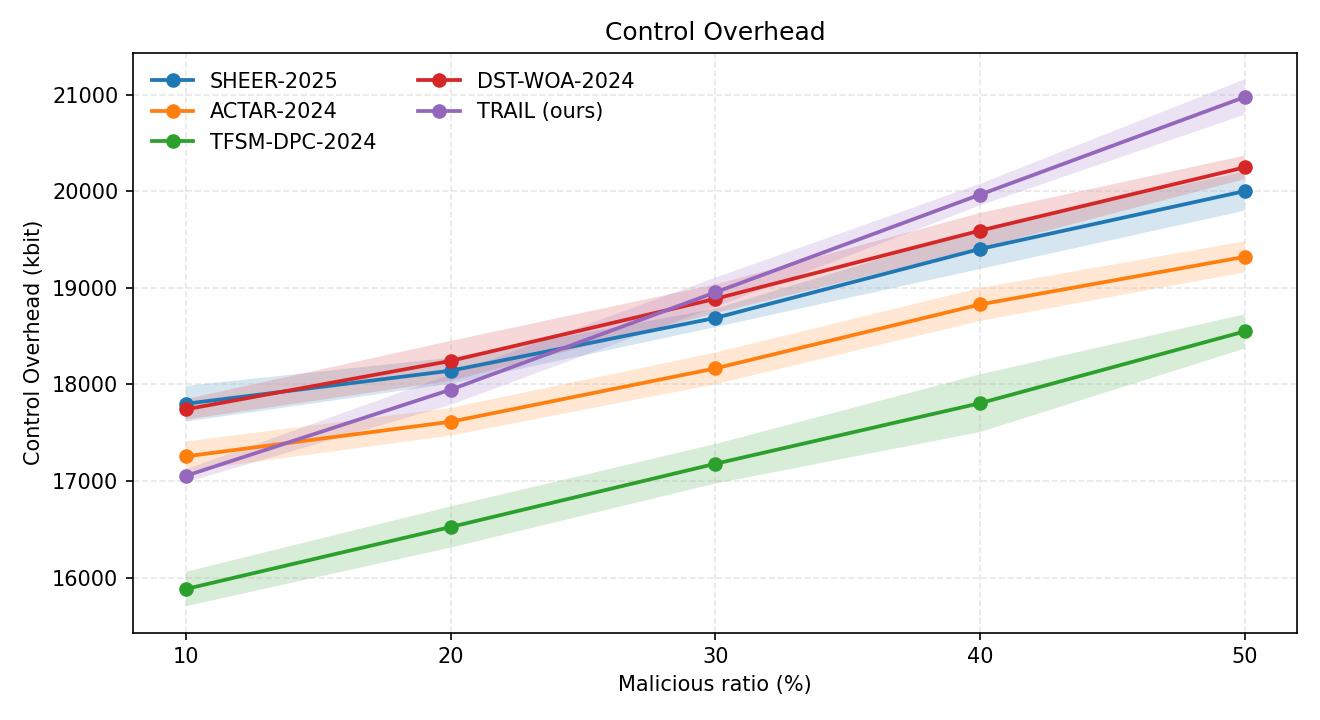 Control Overhead
SHEER-2025
ACTAR-2024
TFSM-DPC-2024
DST-WOA-2024
TRAIL (ours)
Control Overhead (kbit)
21000
20000
19000
18000
17000
16000
10 20 30 40 50
Malicious ratio (%)